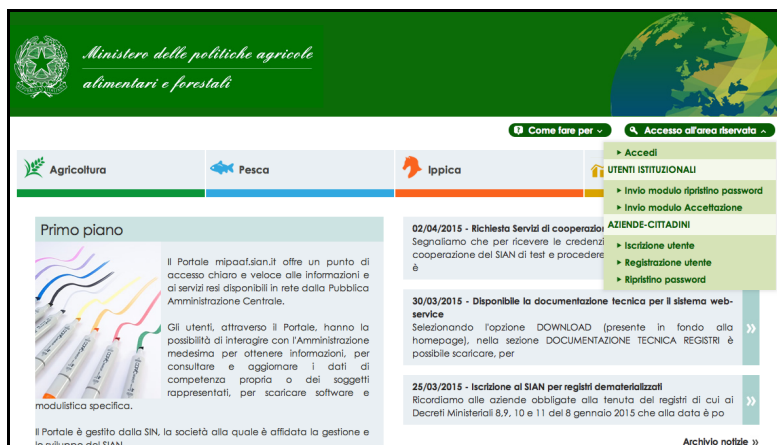 Ministero delle politiche agricole
alimentari e forestali
Come fare per
Accesso all'area riservata
Accedi
UTENTI ISTITUZIONALI
Invio modulo ripristino password
Invio modulo Accettazione
AZIENDE-CITTADINI
Iscrizione utente
Registrazione utente
Ripristino password
Agricoltura
Pesca
Ippica
Primo piano
Il Portale mipaaf.sian.it offre un punto di
accesso chiaro e veloce alle informazioni e
ai servizi resi disponibili in rete dalla Pubblica
Amministrazione Centrale.
Gli utenti, attraverso il Portale, hanno la
possibilità di interagire con l'Amministrazione
medesima per ottenere informazioni, per
consultare e aggiornare i dati di
competenza propria o dei soggetti
rappresentati, per scaricare software e
modulistica specifica.
Il Portale è gestito dalla SIN, la società alla quale è affidata la gestione e
lo sviluppo del SIAN
02/04/2015 - Richiesta Servizi di cooperazion
Segnaliamo che per ricevere le credenzi
cooperazione del SIAN di test e procedere
è
30/03/2015 - Disponibile la documentazione tecnica per il sistema web-
service
Selezionando l'opzione DOWNLOAD (presente in fondo alla
homepage), nella sezione DOCUMENTAZIONE TECNICA REGISTRI è
possibile scaricare, per
25/03/2015 - Iscrizione al SIAN per registri dematerializzati
Ricordiamo alle aziende obbligate alla tenuta del registri di cui ai
Decreti Ministeriali 8,9, 10 e 11 del 8 gennaio 2015 che alla data è po
Archivio notizie »